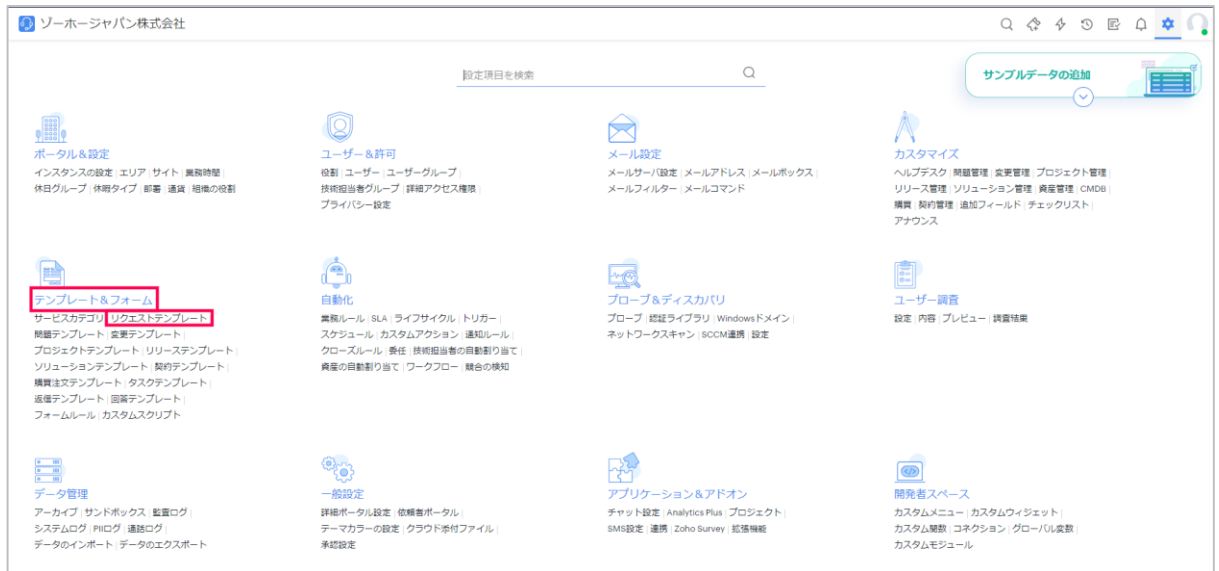 ゾーホージャパン株式会社
設定項目を検索
サンプルデータの追加
ポータル&設定
インスタンスの設定 | エリア | サイト | 業務時間 |
休日グループ | 休暇タイプ | 部署 | 通貨 | 組織の役割
ユーザー&許可
役割 | ユーザー | ユーザーグループ |
技術担当者グループ | 詳細アクセス権限 |
プライバシー設定
メール設定
メールサーバ設定 | メールアドレス | メールボックス |
メールフィルター | メールコマンド
カスタマイズ
ヘルプデスク | 問題管理 | 変更管理 | プロジェクト管理 |
リリース管理 | ソリューション管理 | 資産管理 | CMDB |
購買 | 契約管理 | 追加フィールド | チェックリスト |
アナウンス
テンプレート&フォーム
サービスカテゴリ | リクエストテンプレート |
問題テンプレート | 変更テンプレート |
プロジェクトテンプレート | リリーステンプレート |
ソリューションテンプレート | 契約テンプレート |
購買注文テンプレート | タスクテンプレート |
返信テンプレート | 回答テンプレート |
フォームルール | カスタムスクリプト
自動化
業務ルール | SLA | ライフサイクル | トリガー |
スケジュール | カスタムアクション | 通知ルール |
クローズルール | 委任 | 技術担当者の自動割り当て |
資産の自動割り当て | ワークフロー | 競合の検知
プローブ&ディスカバリ
プローブ | 認証ライブラリ | Windowsドメイン |
ネットワークスキャン | SCCM連携 | 設定
ユーザー調査
設定 | 内容 | プレビュー | 調査結果
データ管理
アーカイブ | サンドボックス | 監査ログ |
システムログ | PIIログ | 通話ログ |
データのインポート | データのエクスポート
一般設定
詳細ポータル設定 | 依頼者ポータル |
テーマカラーの設定 | クラウド添付ファイル |
承認設定
アプリケーション&アドオン
チャット設定 | Analytics Plus | プロジェクト |
SMS設定 | 連携 | Zoho Survey | 拡張機能
開発者スペース
カスタムメニュー | カスタムウィジェット |
カスタム関数 | コネクション | グローバル変数 |
カスタムモジュール